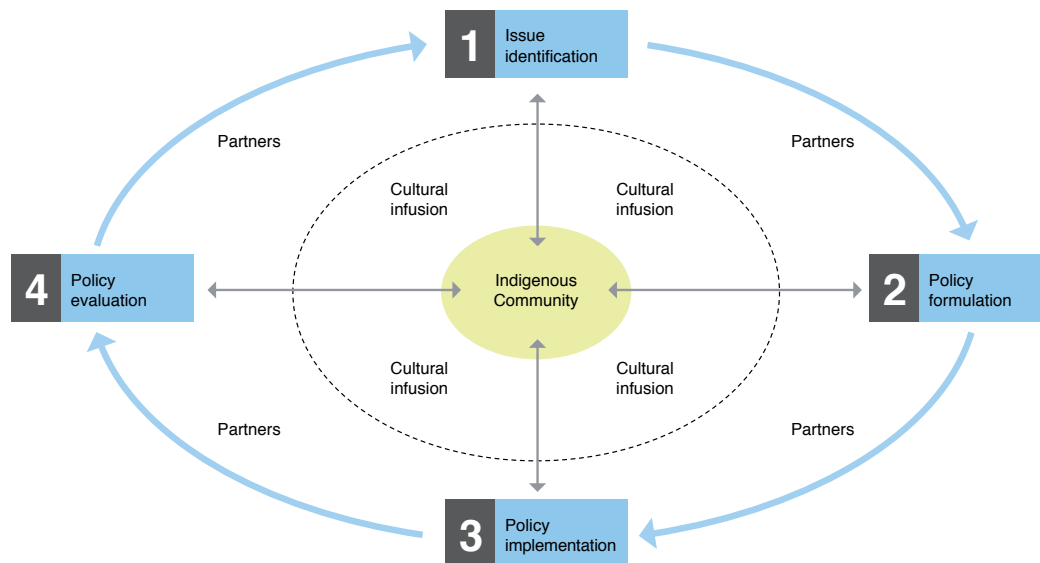 1
Issue
identification
Partners
Partners
Cultural
infusion
Cultural
infusion
4
Policy
evaluation
Indigenous
Community
2
Policy
formulation
Cultural
infusion
Cultural
infusion
Partners
Partners
3
Policy
implementation